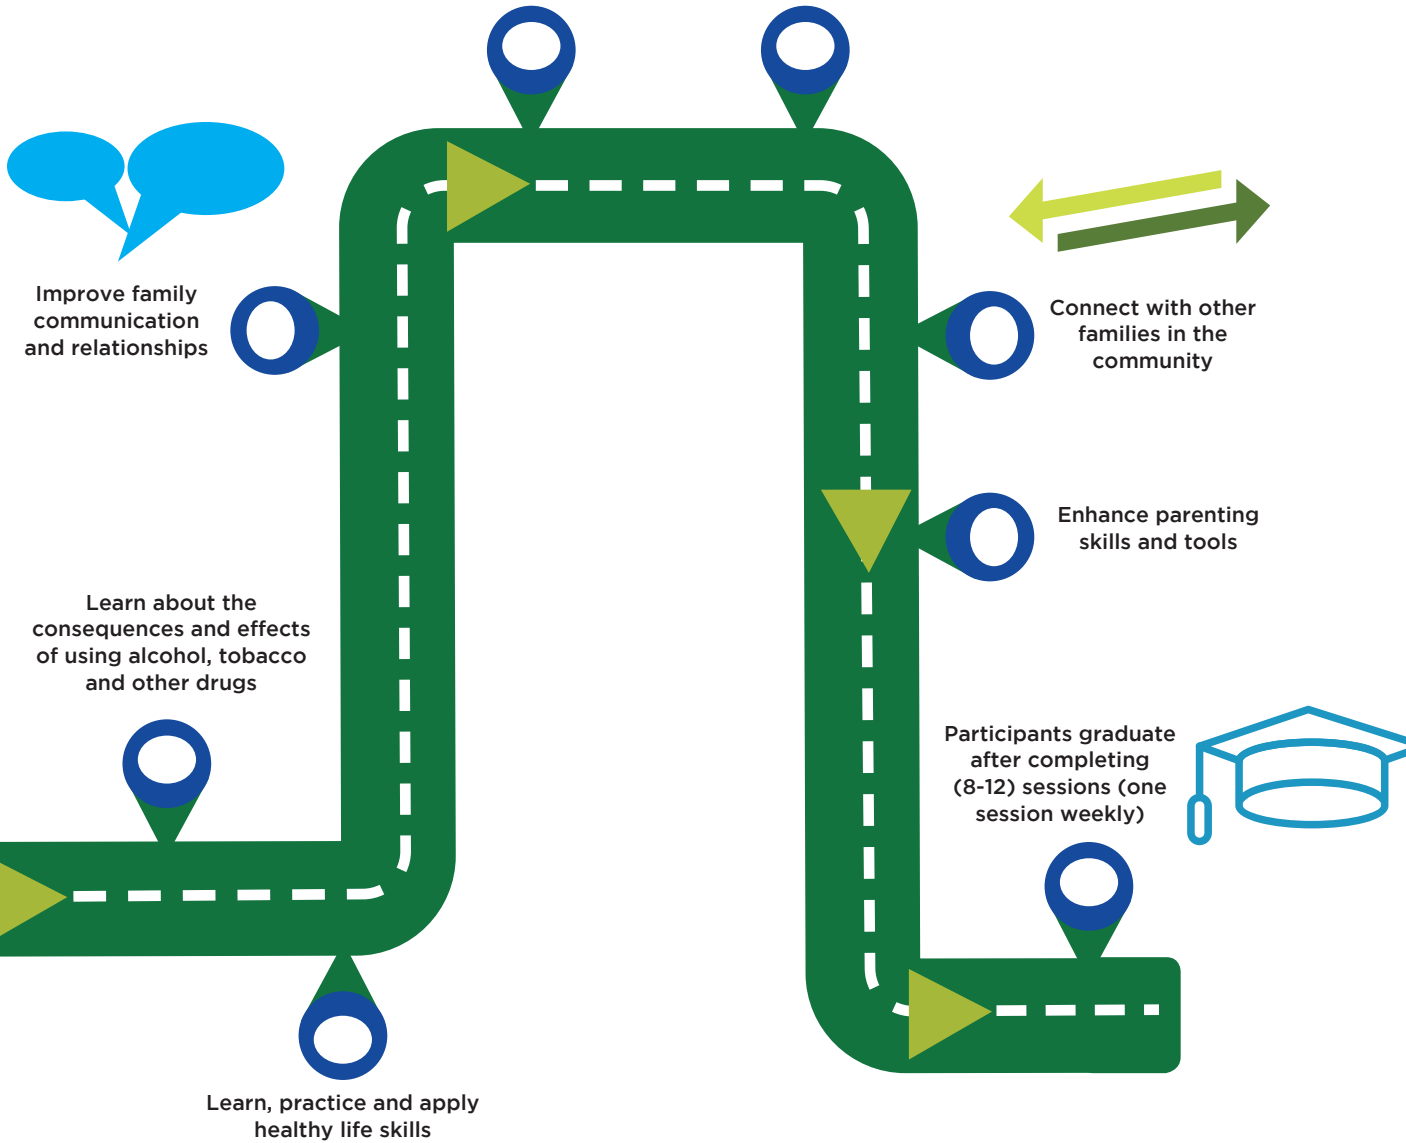 Improve family
communication
and relationships
Connect with other
families in the
community
Enhance parenting
skills and tools
Learn about the
consequences and effects
of using alcohol, tobacco
and other drugs
Participants graduate
after completing
(8-12) sessions (one
session weekly)
Learn, practice and apply
healthy life skills